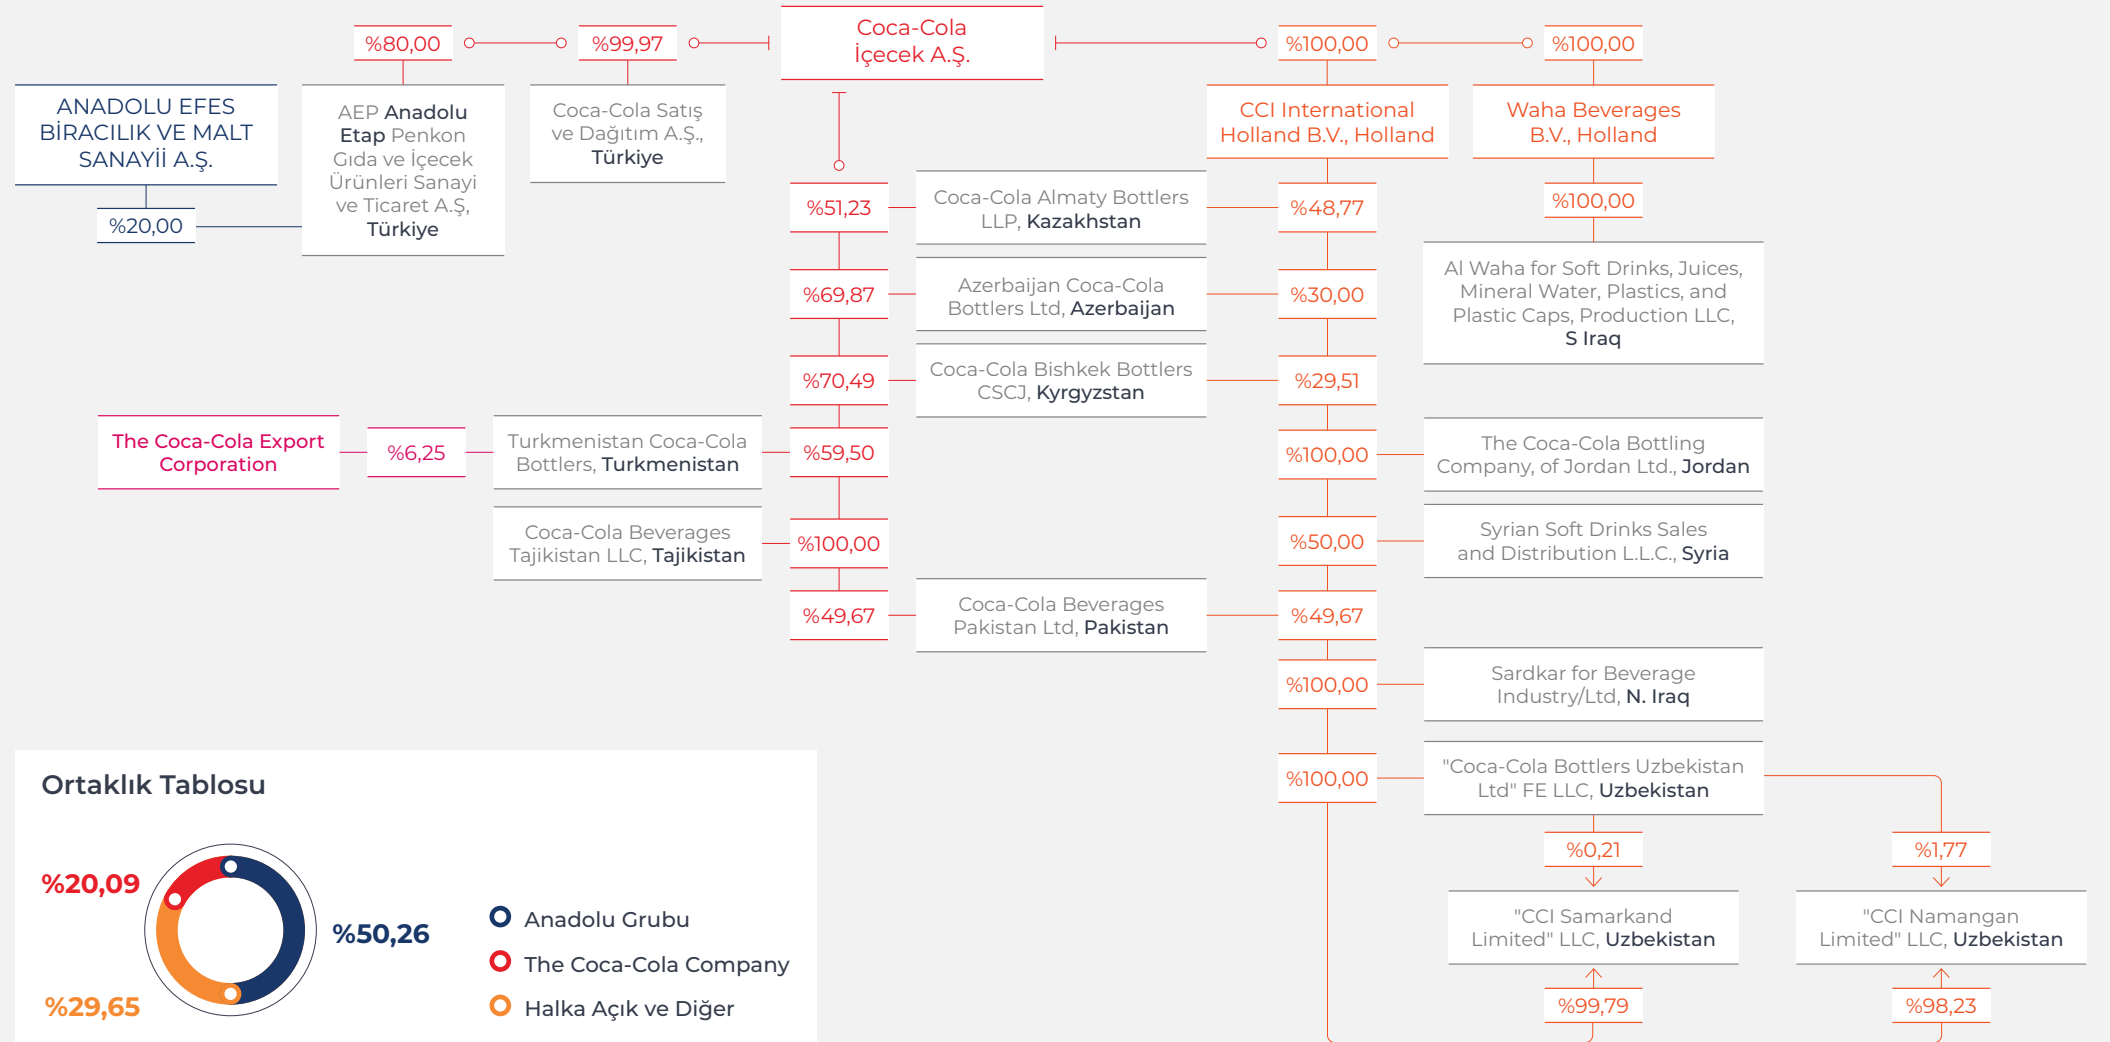 Coca-Cola
İçecek A.Ş.
%80,00
%99,97
%100,00
%100,00
ANADOLU EFES
BİRACILIK VE MALT
SANAYİİ A.Ş.
%20,00
AEP Anadolu
Etap Penkon
Gıda ve İçecek
Ürünleri Sanayi
ve Ticaret A.Ş,
Türkiye
Coca-Cola Satış
ve Dağıtım A.Ş.,
Türkiye
CCI International
Holland B.V., Holland
Waha Beverages
B.V., Holland
%51,23
Coca-Cola Almaty Bottlers
LLP, Kazakhstan
%48,77
%100,00
Al Waha for Soft Drinks, Juices,
Mineral Water, Plastics, and
Plastic Caps, Production LLC,
S Iraq
%69,87
Azerbaijan Coca-Cola
Bottlers Ltd, Azerbaijan
%30,00
%70,49
Coca-Cola Bishkek Bottlers
CSCJ, Kyrgyzstan
%29,51
The Coca-Cola Export
Corporation
%6,25
Turkmenistan Coca-Cola
Bottlers, Turkmenistan
%59,50
%100,00
The Coca-Cola Bottling
Company, of Jordan Ltd., Jordan
Coca-Cola Beverages
Tajikistan LLC, Tajikistan
%100,00
%50,00
Syrian Soft Drinks Sales
and Distribution L.L.C., Syria
%49,67
Coca-Cola Beverages
Pakistan Ltd, Pakistan
%49,67
%100,00
Sardkar for Beverage
Industry/Ltd, N. Iraq
%100,00
"Coca-Cola Bottlers Uzbekistan
Ltd" FE LLC, Uzbekistan
%0,21
%1,77
"CCI Samarkand
Limited" LLC, Uzbekistan
"CCI Namangan
Limited" LLC, Uzbekistan
%99,79
%98,23
Ortaklık Tablosu
%20,09
%50,26
%29,65
Anadolu Grubu
The Coca-Cola Company
Halka Açık ve Diğer